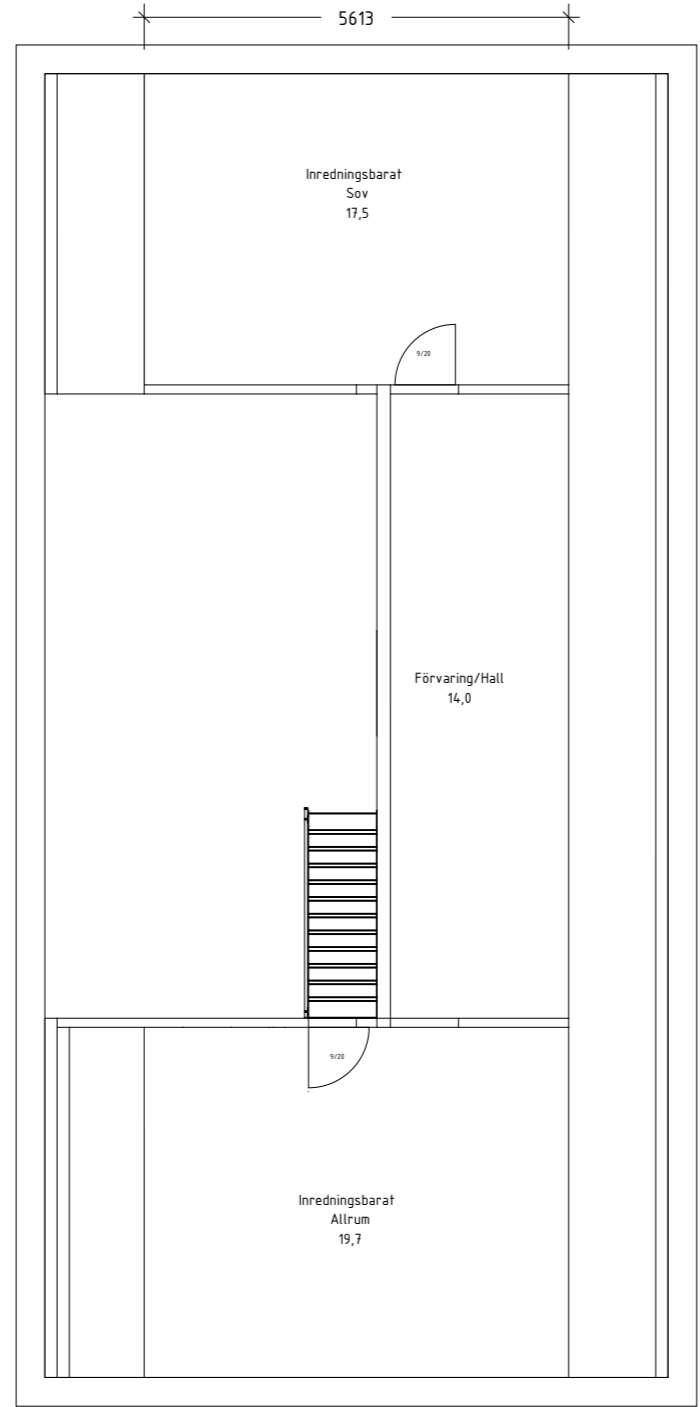 5613
Inredningsbarat
Sov
17,5
9/20
Förvaring/Hall
14,0
9/20
Inredningsbarat
Allrum
19,7